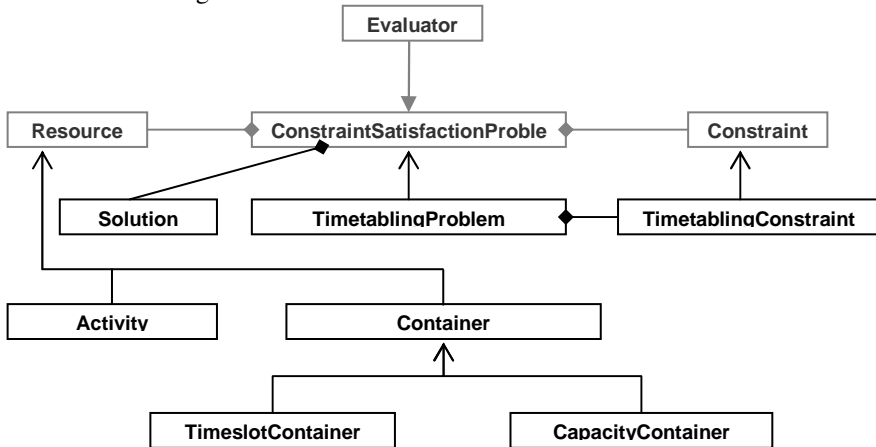 Evaluator
Resource
ConstraintSatisfactionProble
Constraint
Solution
TimetablingProblem
TimetablingConstraint
Activity
Container
TimeslotContainer
CapacityContainer